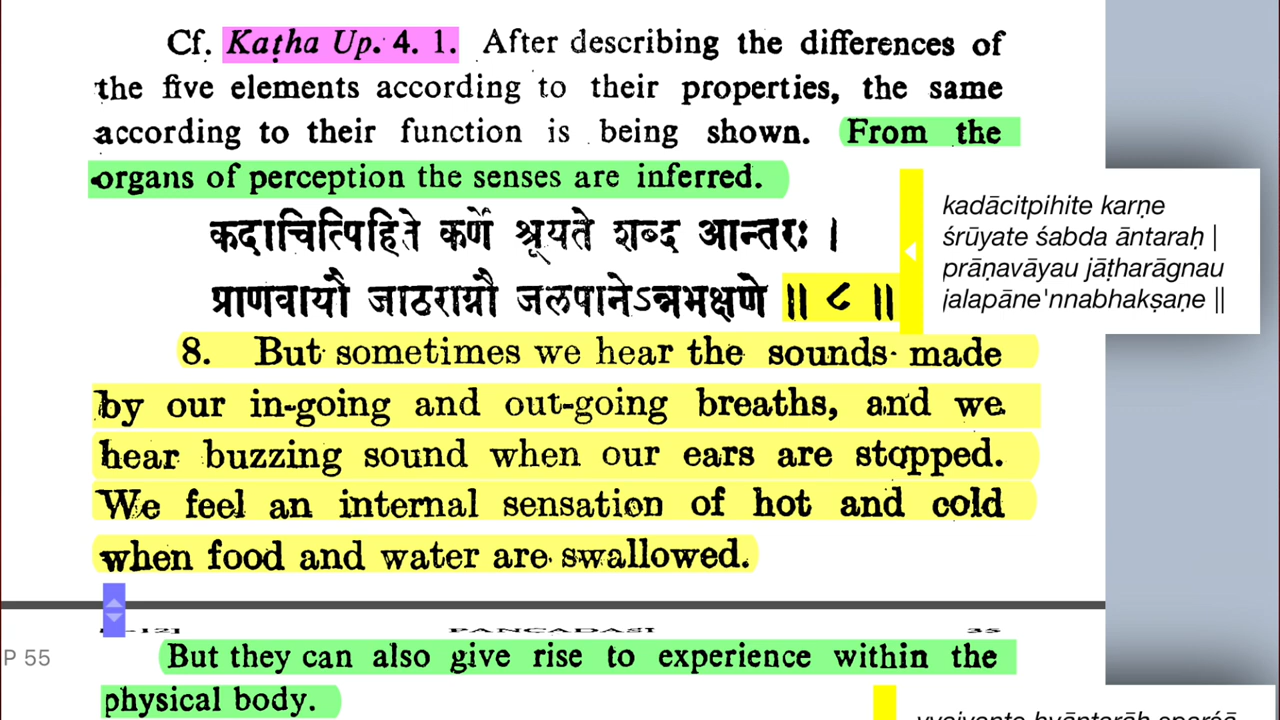 Cf. Kaṭha Up. 4. 1. After describing the differences of
the five elements according to their properties, the same
according to their function is being shown. From the
organs of perception the senses are inferred.
कदाचित्पिहिते कर्णे श्रूयते शब्द आन्तरः ।
प्राणवायौ जाठराग्नौ जलपानेऽन्नभक्षणे ॥ ८ ॥
kadācitpihite karṇe
śrūyate śabda āntaraḥ |
prāṇavāyau jāṭharāgnau
jalapāne'nnabhakṣaṇe ||
8. But sometimes we hear the sounds made
by our in-going and out-going breaths, and we
hear buzzing sound when our ears are stopped.
We feel an internal sensation of hot and cold
when food and water are swallowed.
PANCADASI 35
P 55
But they can also give rise to experience within the
physical body.